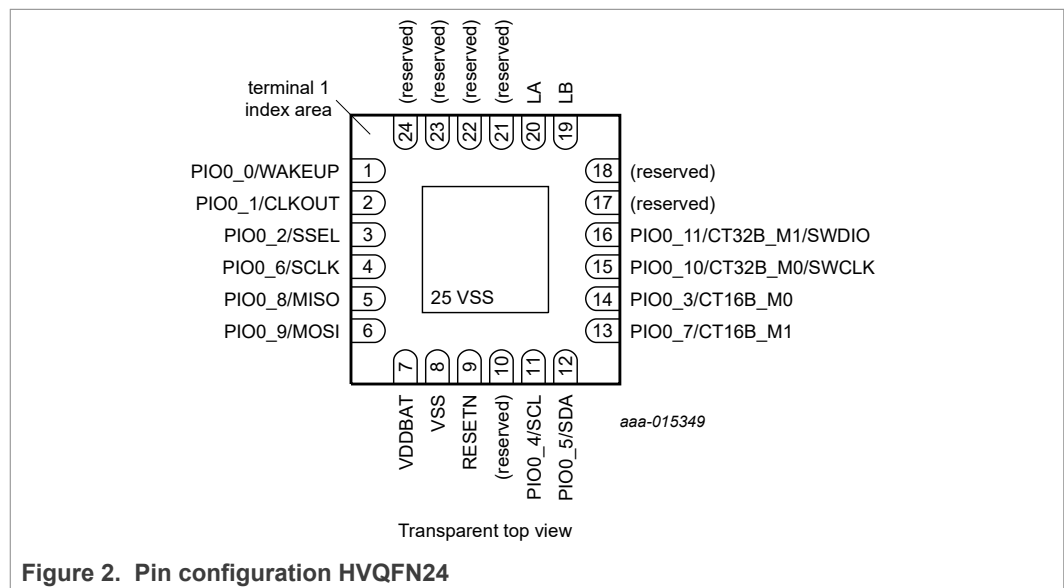 (reserved)
(reserved)
(reserved)
(reserved)
LA
LB
terminal 1
index area
24
23
22
21
20
19
PIO0_0/WAKEUP 1
PIO0_1/CLKOUT 2
PIO0_2/SSEL 3
PIO0_6/SCLK 4
PIO0_8/MISO 5
PIO0_9/MOSI 6
18 (reserved)
17 (reserved)
16 PIO0_11/CT32B_M1/SWDIO
15 PIO0_10/CT32B_M0/SWCLK
14 PIO0_3/CT16B_M0
13 PIO0_7/CT16B_M1
25 VSS
7
8
9
10
11
12
VDDBAT
VSS
RESETN
(reserved)
PIO0_4/SCL
PIO0_5/SDA
aaa-015349
Transparent top view
Figure 2. Pin configuration HVQFN24